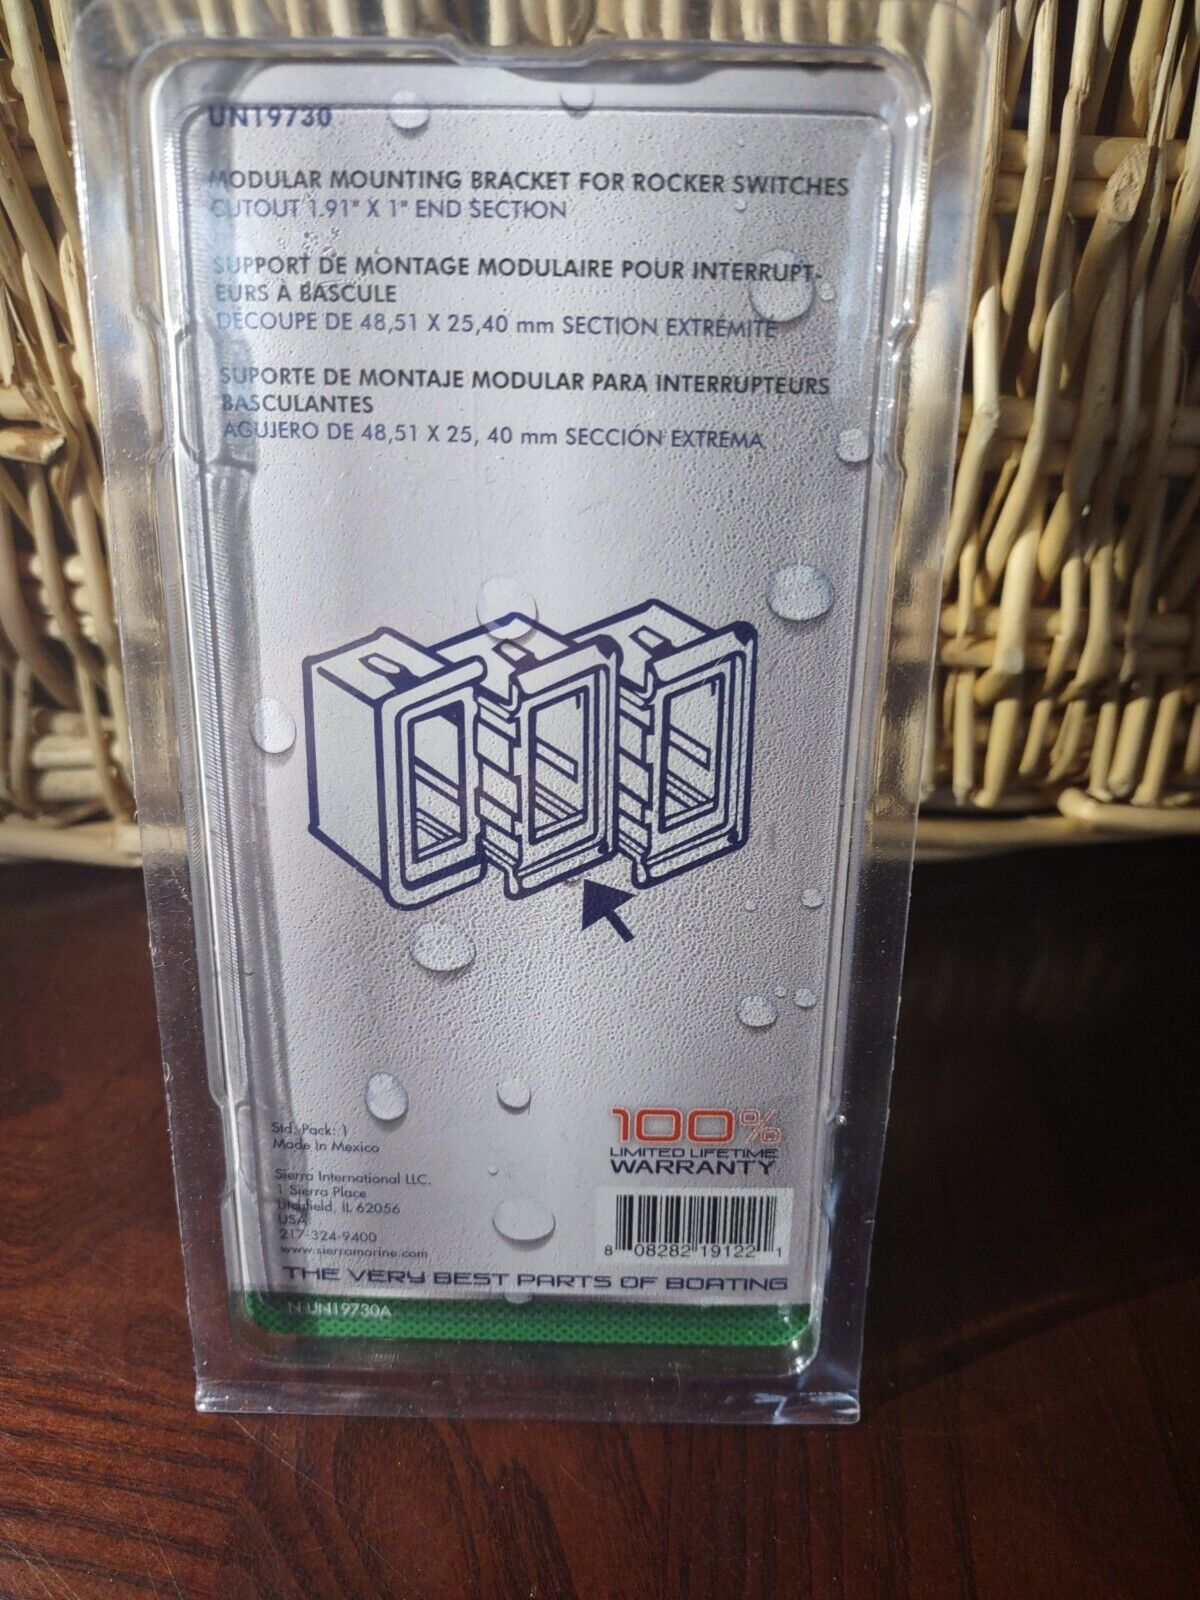 UN19730
MODULAR MOUNTING BRACKET FOR ROCKER SWITCHES
CUTOUT 1.91" X 1" END SECTION
SUPPORT DE MONTAGE MODULAIRE POUR INTERRUPT-
EURS À BASCULE
DÉCOUPE DE 48,51 X 25,40 mm SECTION EXTRÉMITÉ
SUPORTE DE MONTAJE MODULAR PARA INTERRUPTEURS
BASCULANTES
AGUJERO DE 48,51 X 25, 40 mm SECCIÓN EXTREMA
Std. Pack: 1
Made In Mexico
Sierra International LLC.
1 Sierra Place
Litchfield, IL 62056
USA
217-324-9400
www.sierramarine.com
100%
LIMITED LIFETIME
WARRANTY
8 08282 19122 1
THE VERY BEST PARTS OF BOATING
N-UN19730A